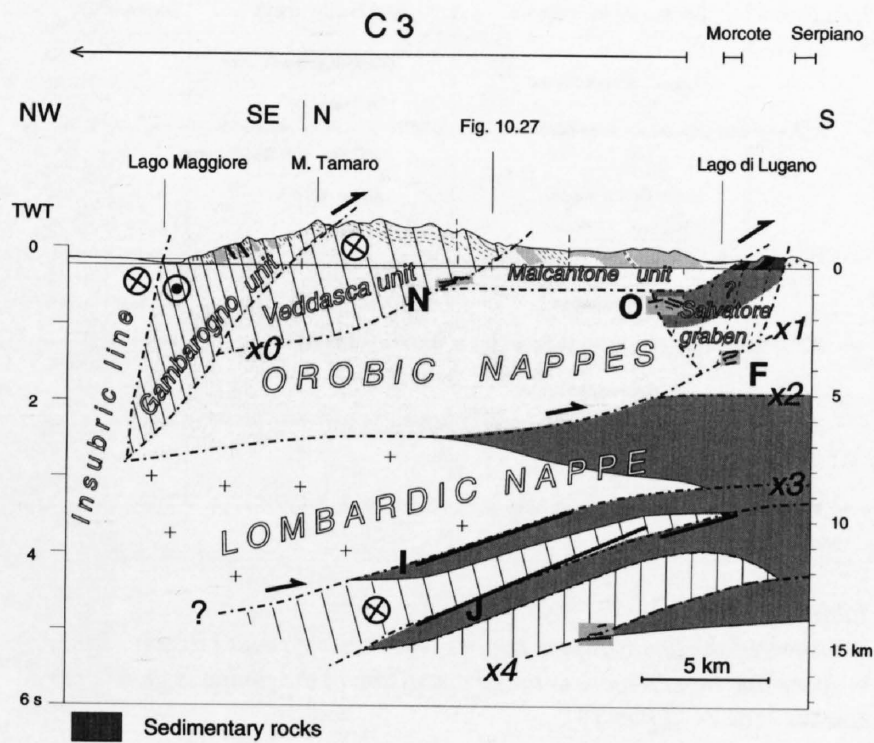 C 3
Morcote Serpiano
NW SE N S
Fig. 10.27
Lago Maggiore M. Tamaro Lago di Lugano
TWT
0 0
Insubric line
Gambarogno unit
Veddasca unit
Malcantone unit
N O ?
Salvatore graben
x0 x1
F
OROBIC NAPPES
2 x2 5
LOMBARDIC NAPPE
x3
10
4 I
?
J
x4
15 km
5 km
6 s
Sedimentary rocks